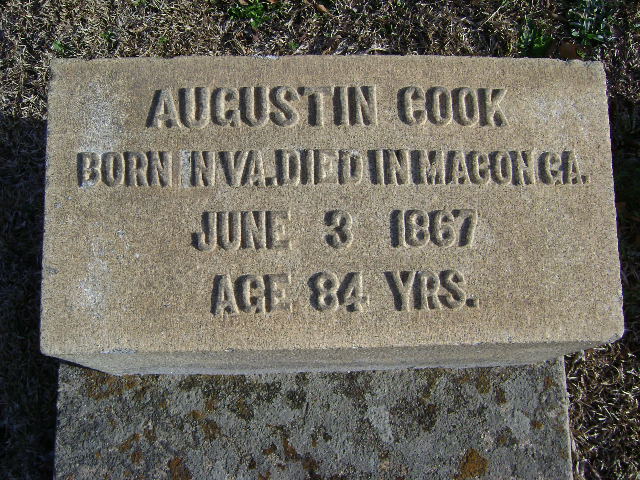 AUGUSTIN COOK
BORN IN VA. DIED IN MACON GA.
JUNE 3 1867
AGE 84 YRS.